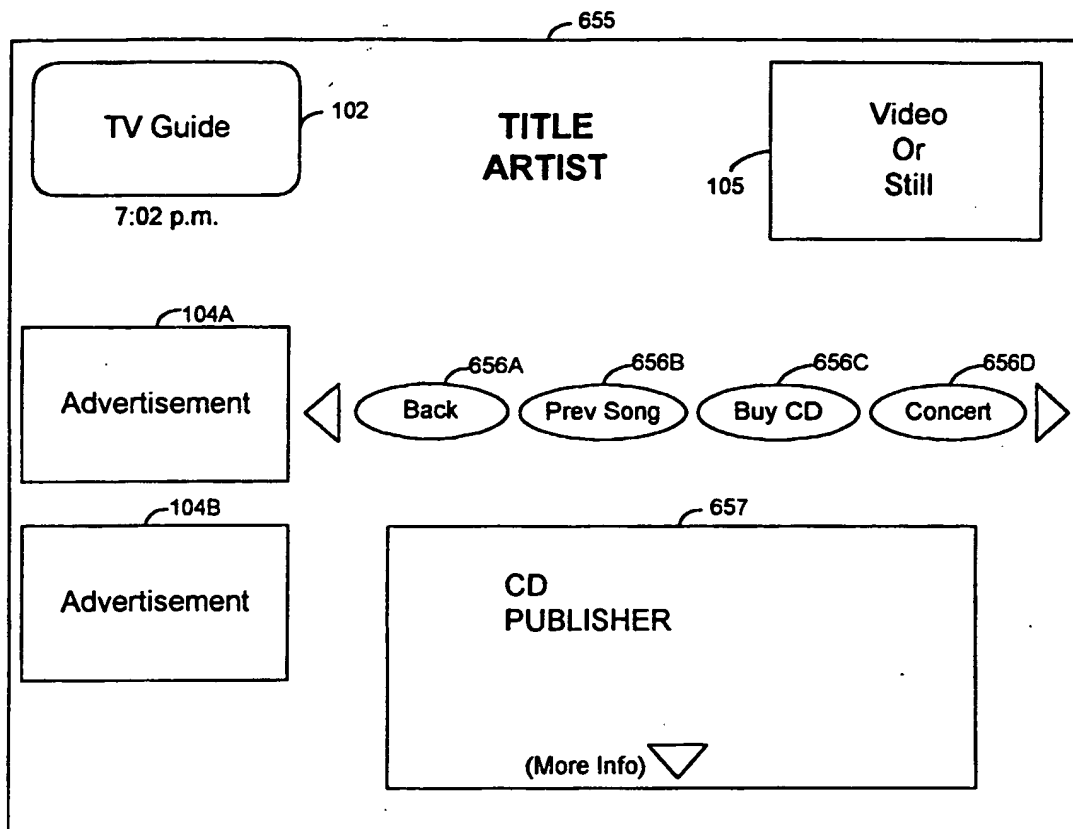 655
TV Guide
102
7:02 p.m.
TITLE
ARTIST
105
Video
Or
Still
104A
Advertisement
656A
656B
656C
656D
Back
Prev Song
Buy CD
Concert
104B
Advertisement
657
CD
PUBLISHER
(More Info)